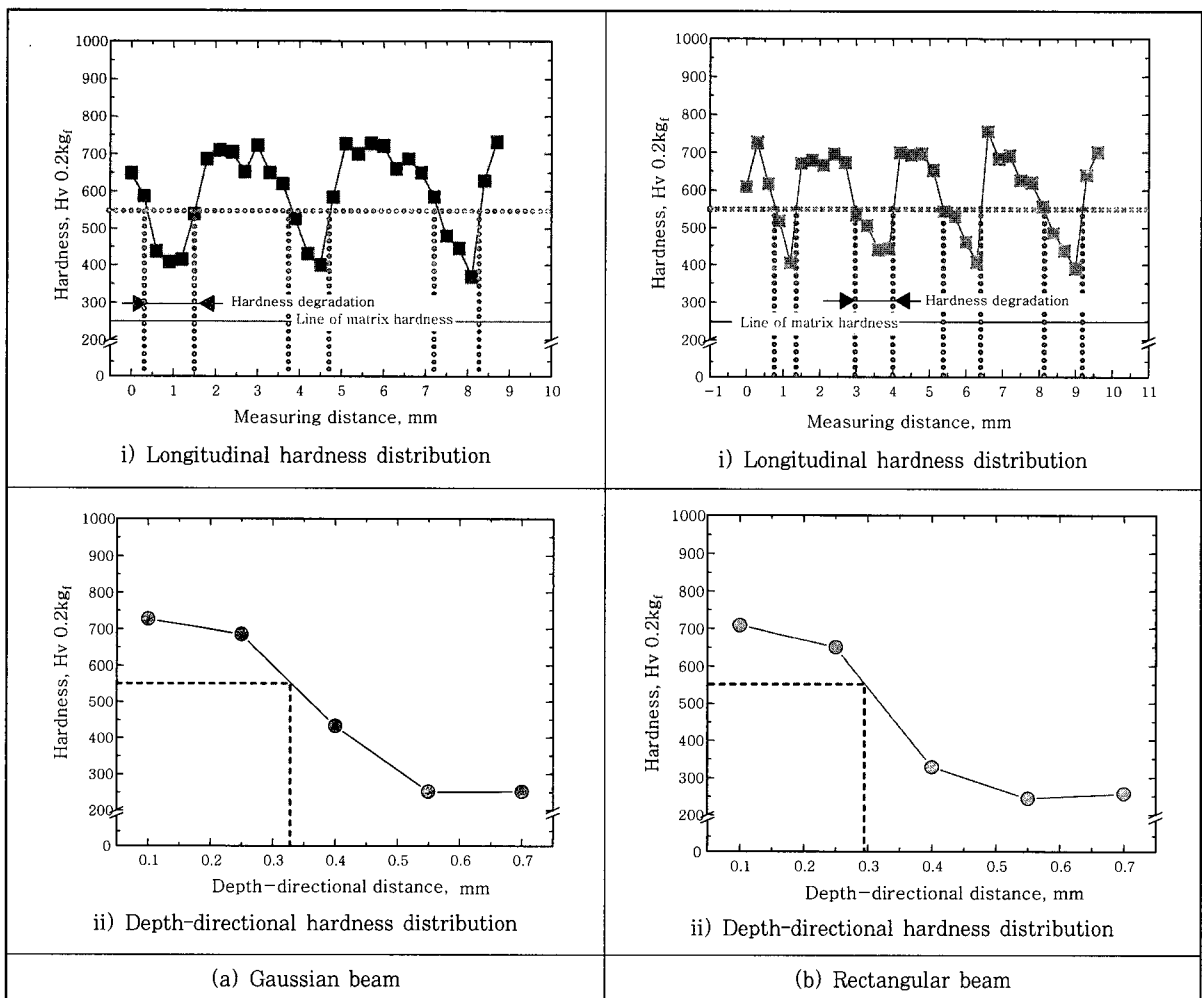 1000
900
800
700
600
500
400
300
200
0
Hardness, Hv 0.2kgf
Hardness degradation
Line of matrix hardness
0 1 2 3 4 5 6 7 8 9 10
Measuring distance, mm
i) Longitudinal hardness distribution
1000
900
800
700
600
500
400
300
200
0
Hardness, Hv 0.2kgf
Hardness degradation
Line of matrix hardness
-1 0 1 2 3 4 5 6 7 8 9 10 11
Measuring distance, mm
i) Longitudinal hardness distribution
1000
900
800
700
600
500
400
300
200
0
Hardness, Hv 0.2kgf
0.1 0.2 0.3 0.4 0.5 0.6 0.7
Depth-directional distance, mm
ii) Depth-directional hardness distribution
1000
900
800
700
600
500
400
300
200
0
Hardness, Hv 0.2kgf
0.1 0.2 0.3 0.4 0.5 0.6 0.7
Depth-directional distance, mm
ii) Depth-directional hardness distribution
(a) Gaussian beam
(b) Rectangular beam